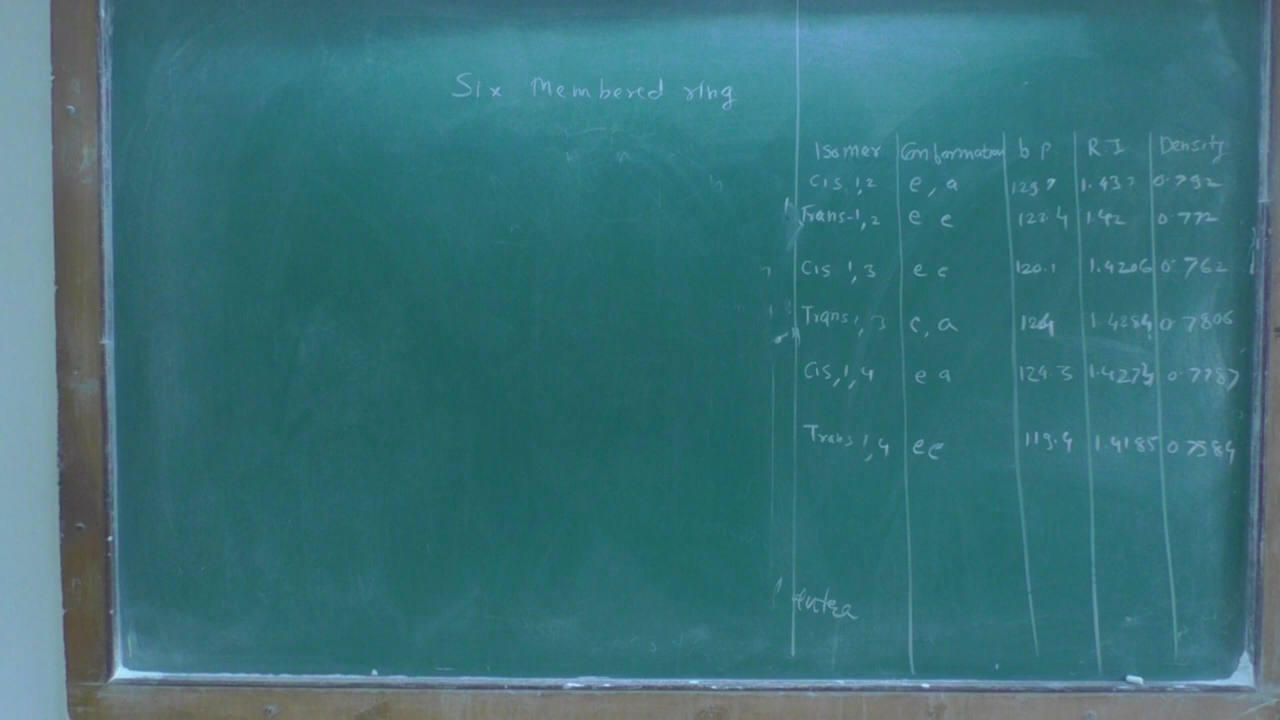 Six Membered ring
Isomer Conformation b p R.I Density
Cis 1,2 e, a 129.7 1.43 0.792
Trans-1,2 e e 123.4 1.42 0.772
Cis 1,3 e e 120.1 1.4206 0.762
Trans 1,3 e, a 124 1.4284 0.7806
Cis, 1,4 e a 124.3 1.4273 0.7787
Trans 1,4 e e 119.4 1.4185 0.7584